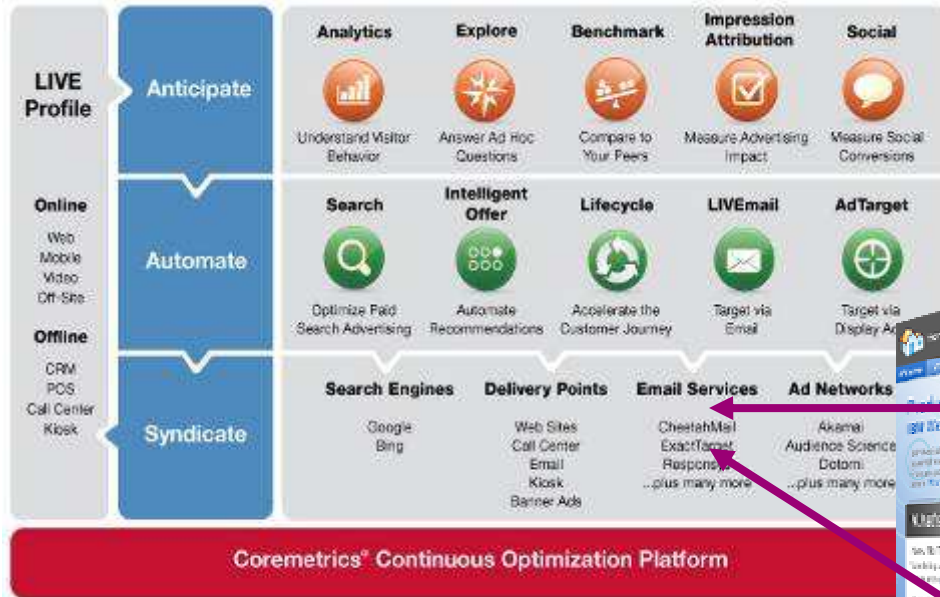 LIVE
Profile
Online
Web
Mobile
Video
Off-Site
Offline
CRM
POS
Call Center
Kiosk
Anticipate
Analytics
Understand Visitor
Behavior
Explore
Answer Ad Hoc
Questions
Benchmark
Compare to
Your Peers
Impression
Attribution
Measure Advertising
Impact
Social
Measure Social
Conversions
Automate
Search
Optimize Paid
Search Advertising
Intelligent
Offer
Automate
Recommendations
Lifecycle
Accelerate the
Customer Journey
LIVEmail
Target via
Email
AdTarget
Target via
Display
Syndicate
Search Engines
Google
Bing
Delivery Points
Web Sites
Call Center
Email
Kiosk
Banner Ads
Email Services
CheetahMail
ExactTarget
Responsys
...plus many more
Ad Networks
Akamai
Audience Science
Dotomi
...plus many more
Coremetrics® Continuous Optimization Platform